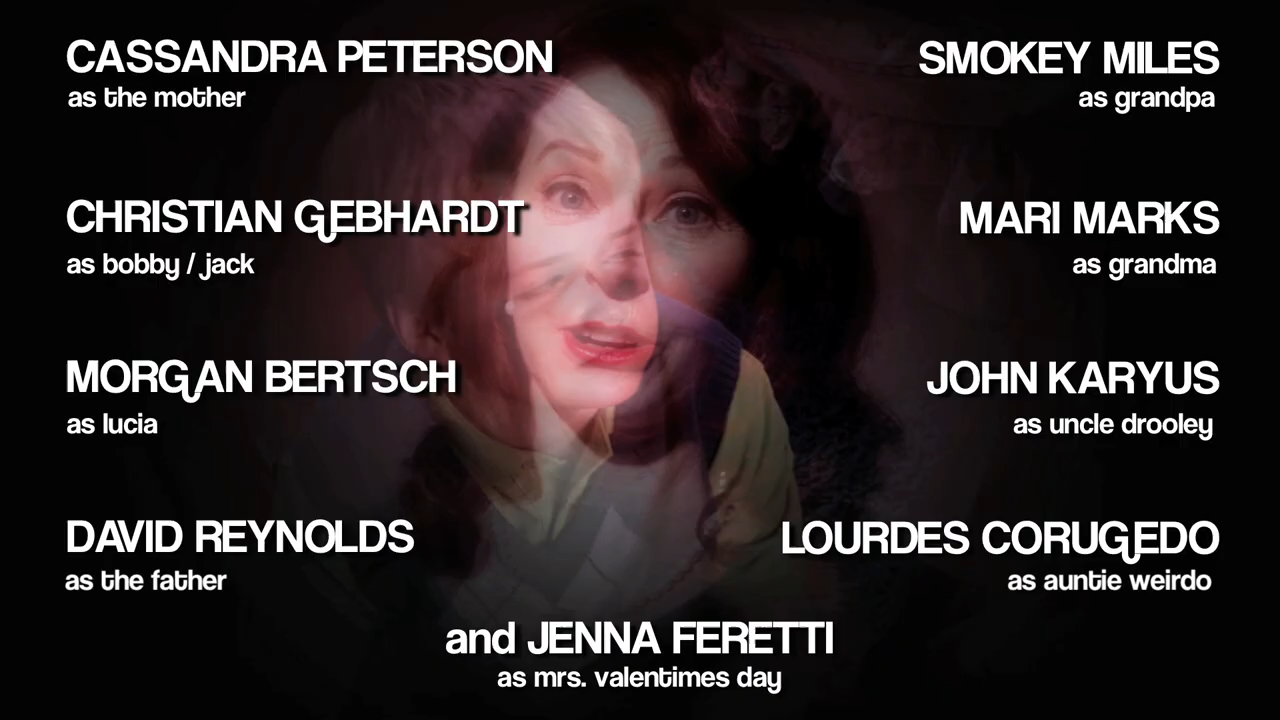 CASSANDRA PETERSON
as the mother
CHRISTIAN GEBHARDT
as bobby / jack
MORGAN BERTSCH
as lucia
DAVID REYNOLDS
as the father
SMOKEY MILES
as grandpa
MARI MARKS
as grandma
JOHN KARYUS
as uncle drooley
LOURDES CORUGEDO
as auntie weirdo
and JENNA FERETTI
as mrs. valentimes day